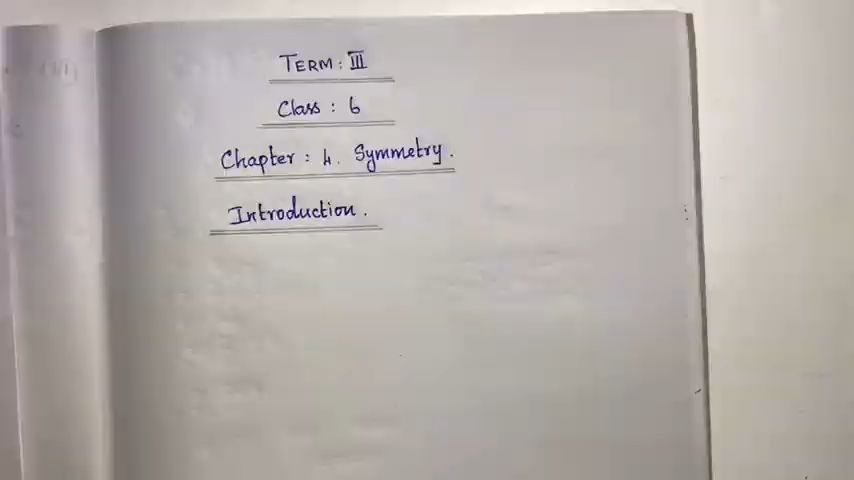 TERM: III
Class : 6
Chapter : 4. Symmetry.
Introduction.